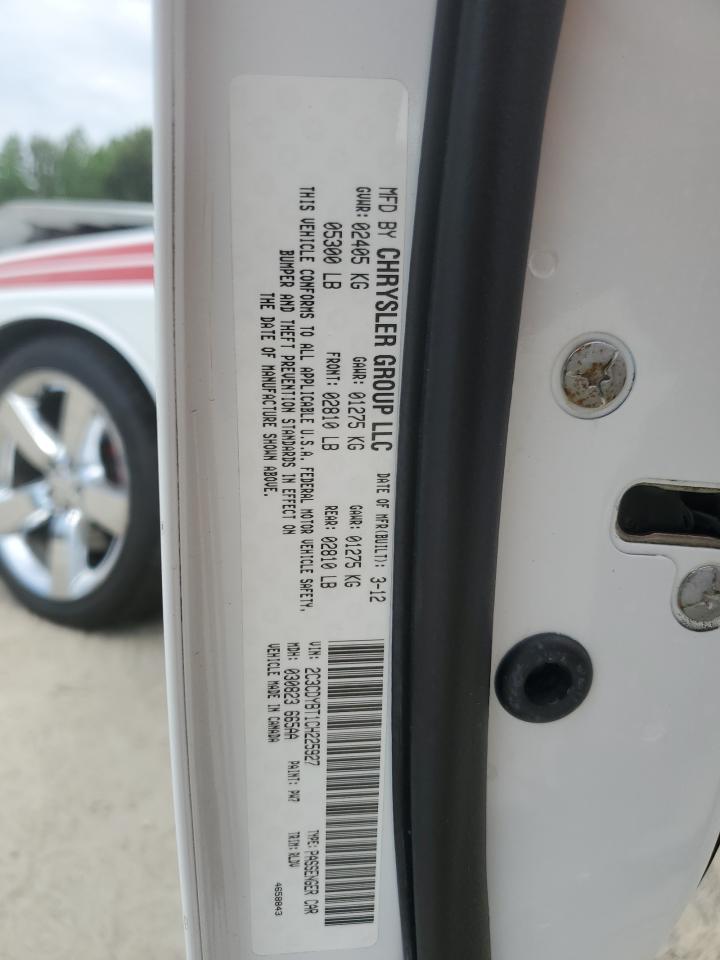 MFD BY CHRYSLER GROUP LLC DATE OF MFR(BUILT): 3-12
GVWR: 02405 KG GAWR: 01275 KG GAWR: 01275 KG
05300 LB FRONT: 02810 LB REAR: 02810 LB
THIS VEHICLE CONFORMS TO ALL APPLICABLE U.S.A. FEDERAL MOTOR VEHICLE SAFETY,
BUMPER AND THEFT PREVENTION STANDARDS IN EFFECT ON
THE DATE OF MANUFACTURE SHOWN ABOVE.
VIN: 2C3CDYBT1CH225927 TYPE: PASSENGER CAR
MDH: 030823 665AA PAINT: PW7 TRIM: RLDV
VEHICLE MADE IN CANADA 4658843